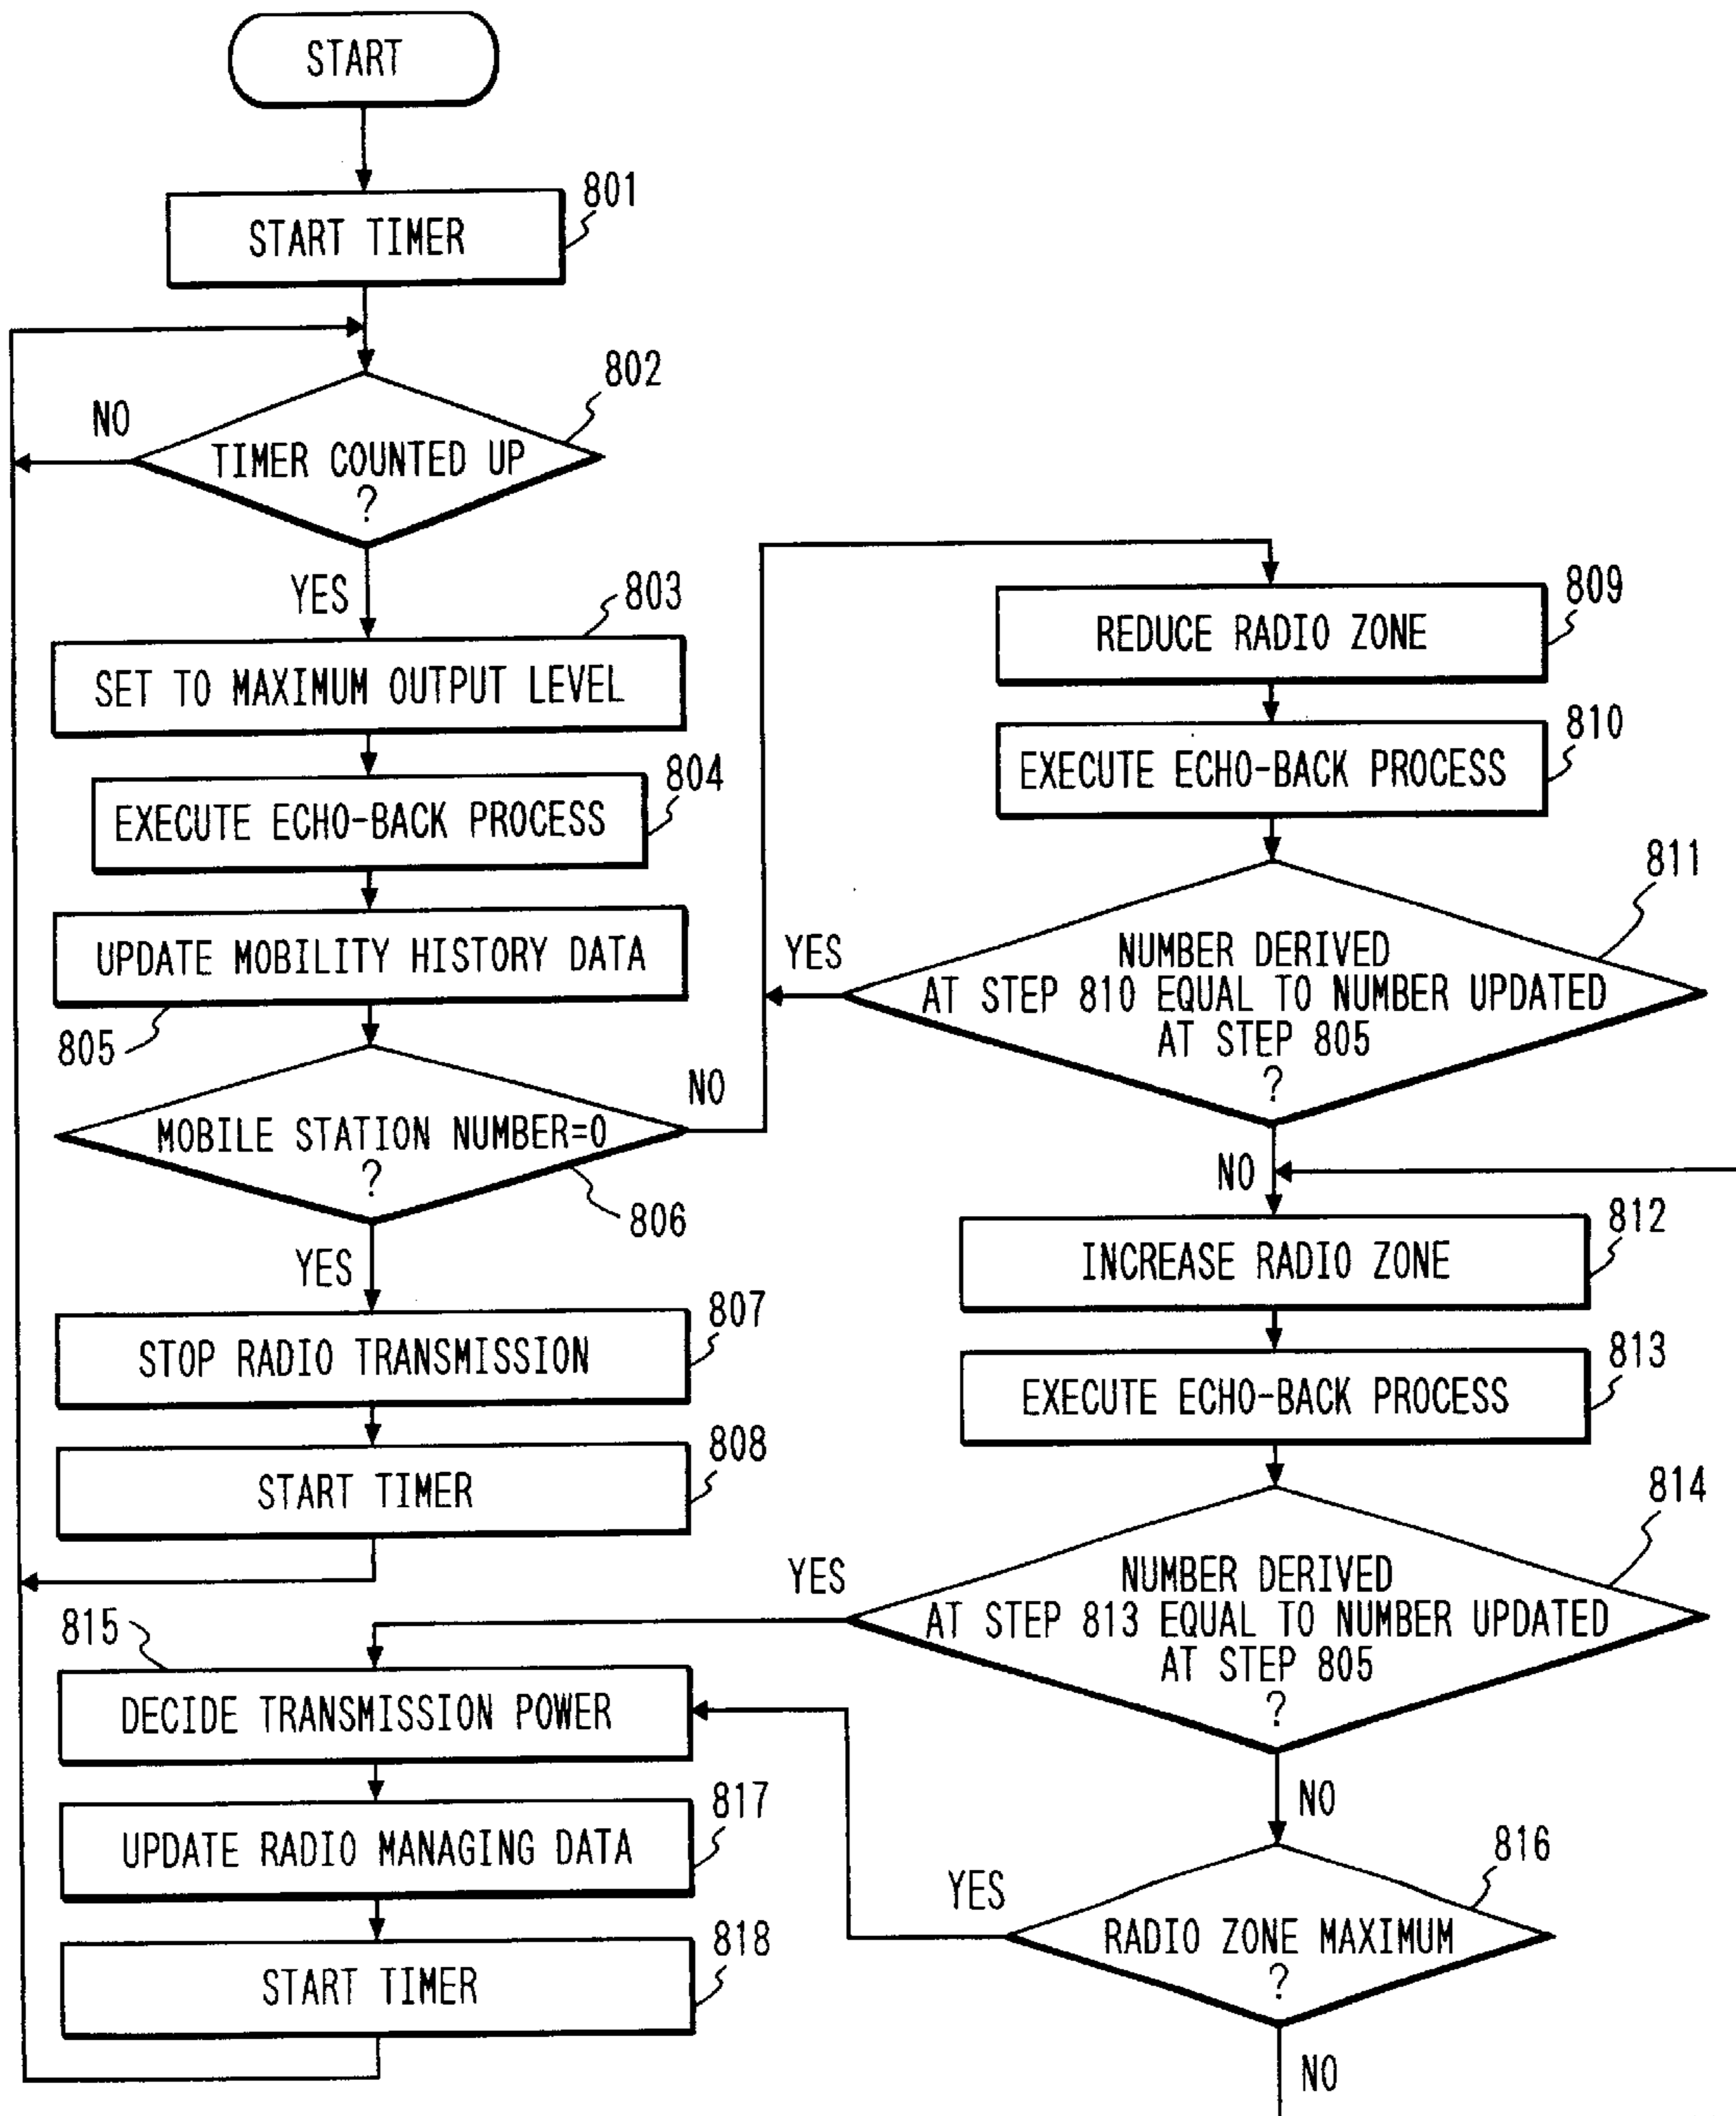 START
801
START TIMER
802
NO
TIMER COUNTED UP
?
YES
803
SET TO MAXIMUM OUTPUT LEVEL
804
EXECUTE ECHO-BACK PROCESS
UPDATE MOBILITY HISTORY DATA
805
NO
MOBILE STATION NUMBER=0
?
806
YES
807
STOP RADIO TRANSMISSION
808
START TIMER
809
REDUCE RADIO ZONE
810
EXECUTE ECHO-BACK PROCESS
811
YES
NUMBER DERIVED
AT STEP 810 EQUAL TO NUMBER UPDATED
AT STEP 805
?
NO
812
INCREASE RADIO ZONE
813
EXECUTE ECHO-BACK PROCESS
814
YES
NUMBER DERIVED
AT STEP 813 EQUAL TO NUMBER UPDATED
AT STEP 805
?
NO
815
DECIDE TRANSMISSION POWER
817
UPDATE RADIO MANAGING DATA
818
START TIMER
816
YES
RADIO ZONE MAXIMUM
?
NO